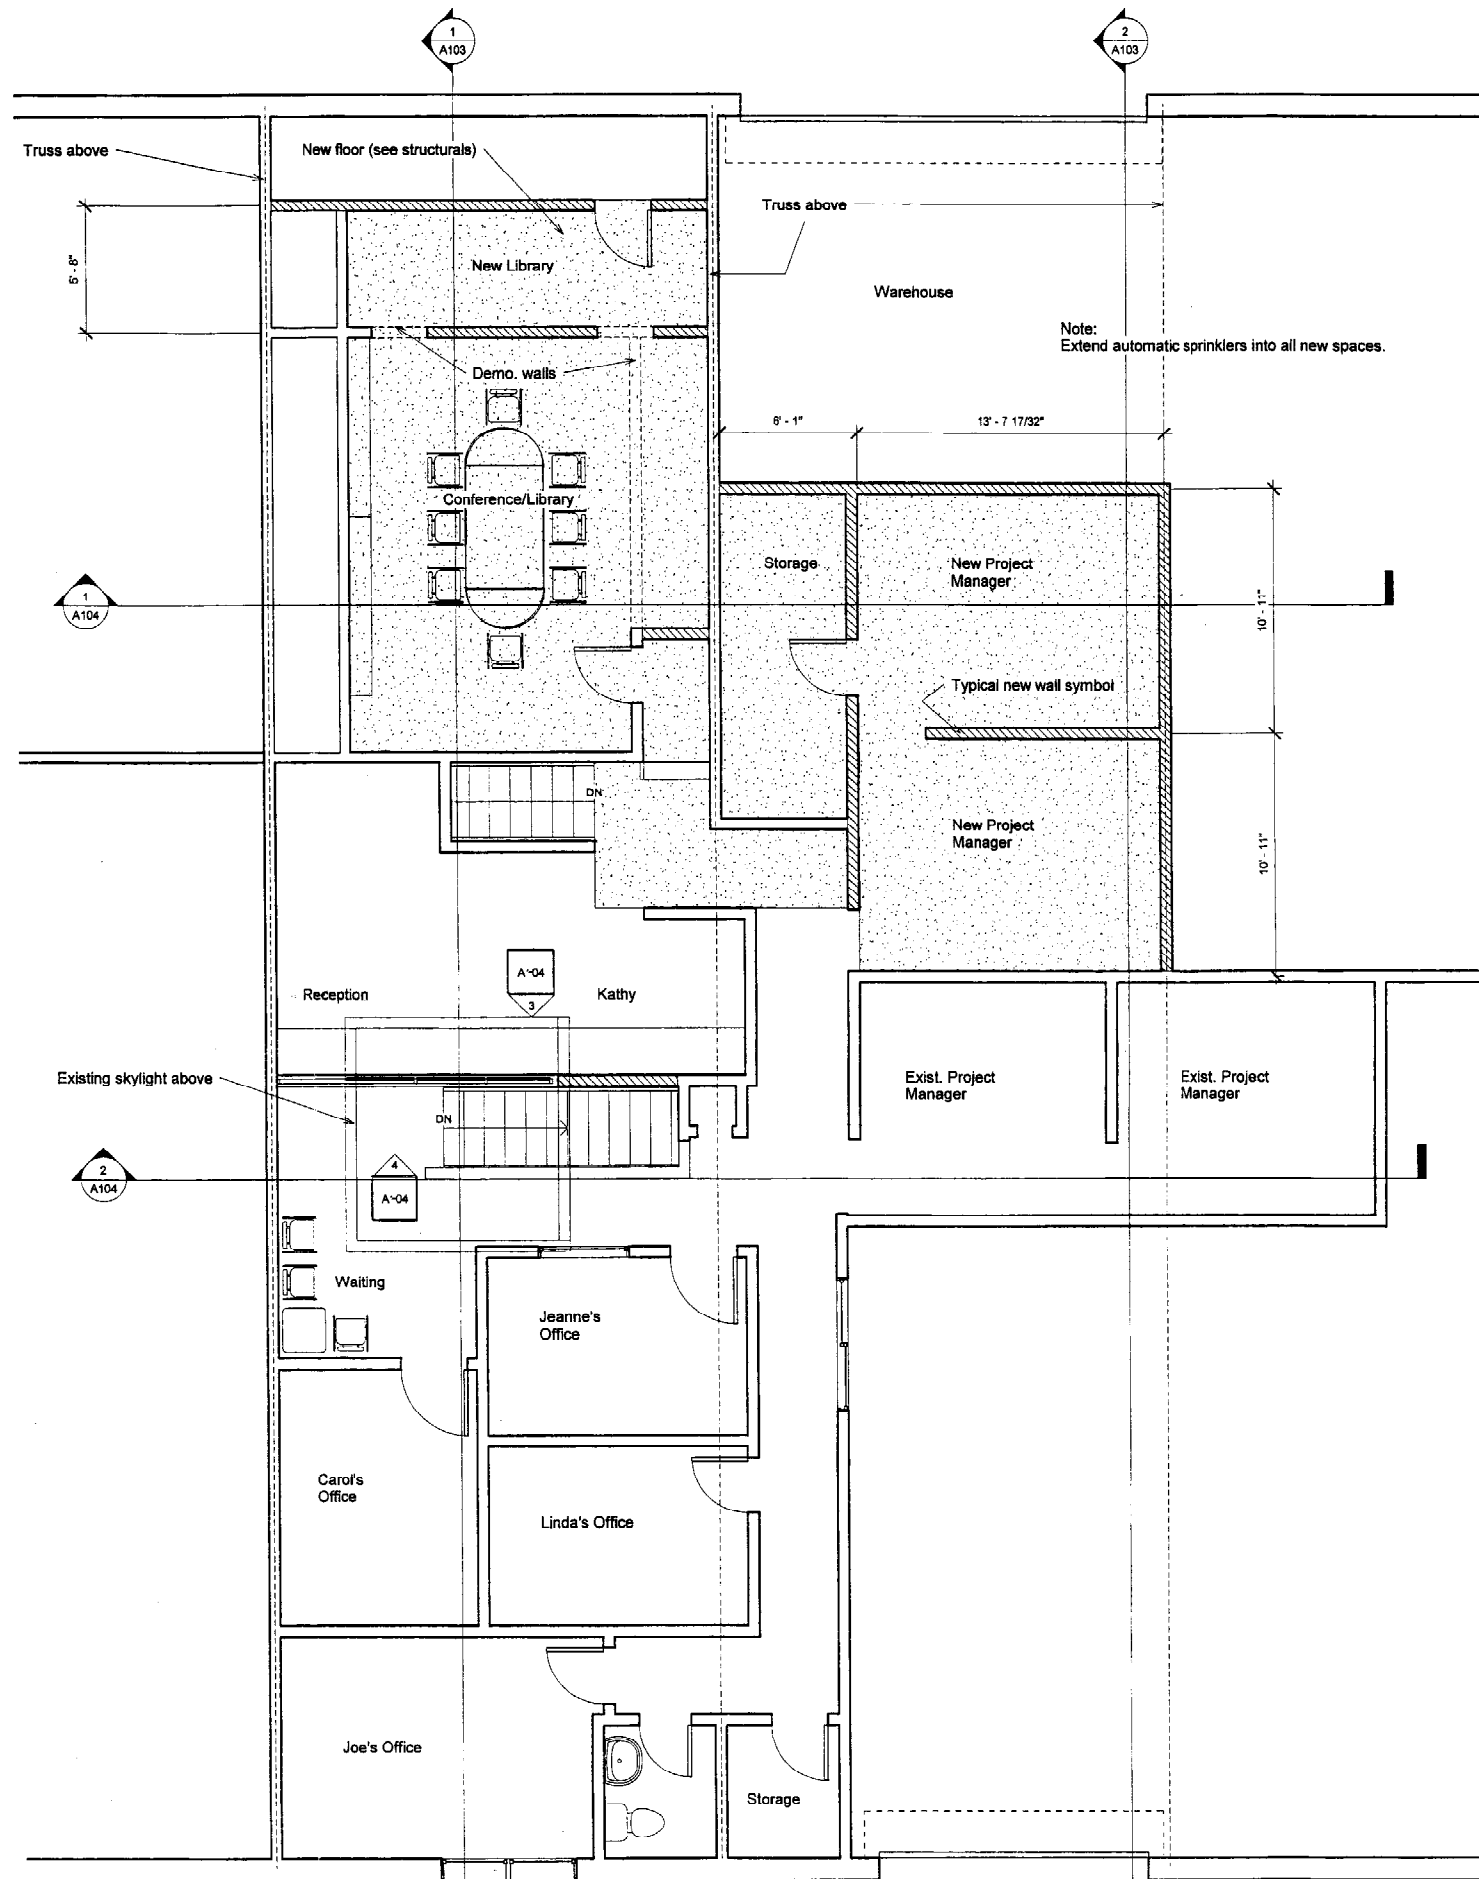 1
A103
2
A103
Truss above
New floor (see structurals)
Truss above
5' - 8"
New Library
Warehouse
Note:
Extend automatic sprinklers into all new spaces.
Demo. walls
6' - 1"
13' - 7 17/32"
Conference/Library
Storage
New Project
Manager
1
A104
10' - 11"
Typical new wall symbol
DN
New Project
Manager
10' - 11"
Reception
A104
3
Kathy
Existing skylight above
Exist. Project
Manager
Exist. Project
Manager
DN
2
A104
4
A104
Waiting
Jeanne's
Office
Carol's
Office
Linda's Office
Joe's Office
Storage